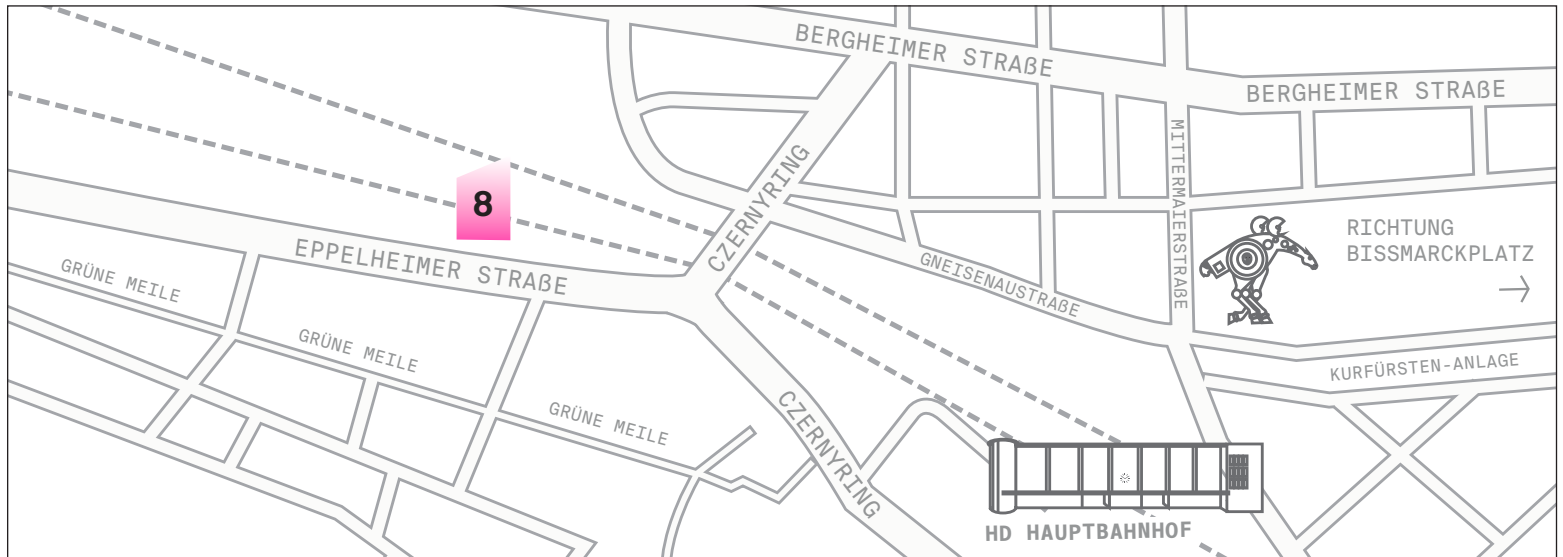 BERGHEIMER STRAßE
BERGHEIMER STRAßE
8
CZERNYRING
MITTERMAIERSTRAßE
RICHTUNG
BISSMARCKPLATZ
EPPELHEIMER STRAßE
GNEISENAUSTRAßE
GRÜNE MEILE
GRÜNE MEILE
KURFÜRSTEN-ANLAGE
GRÜNE MEILE
CZERNYRING
HD HAUPTBAHNHOF